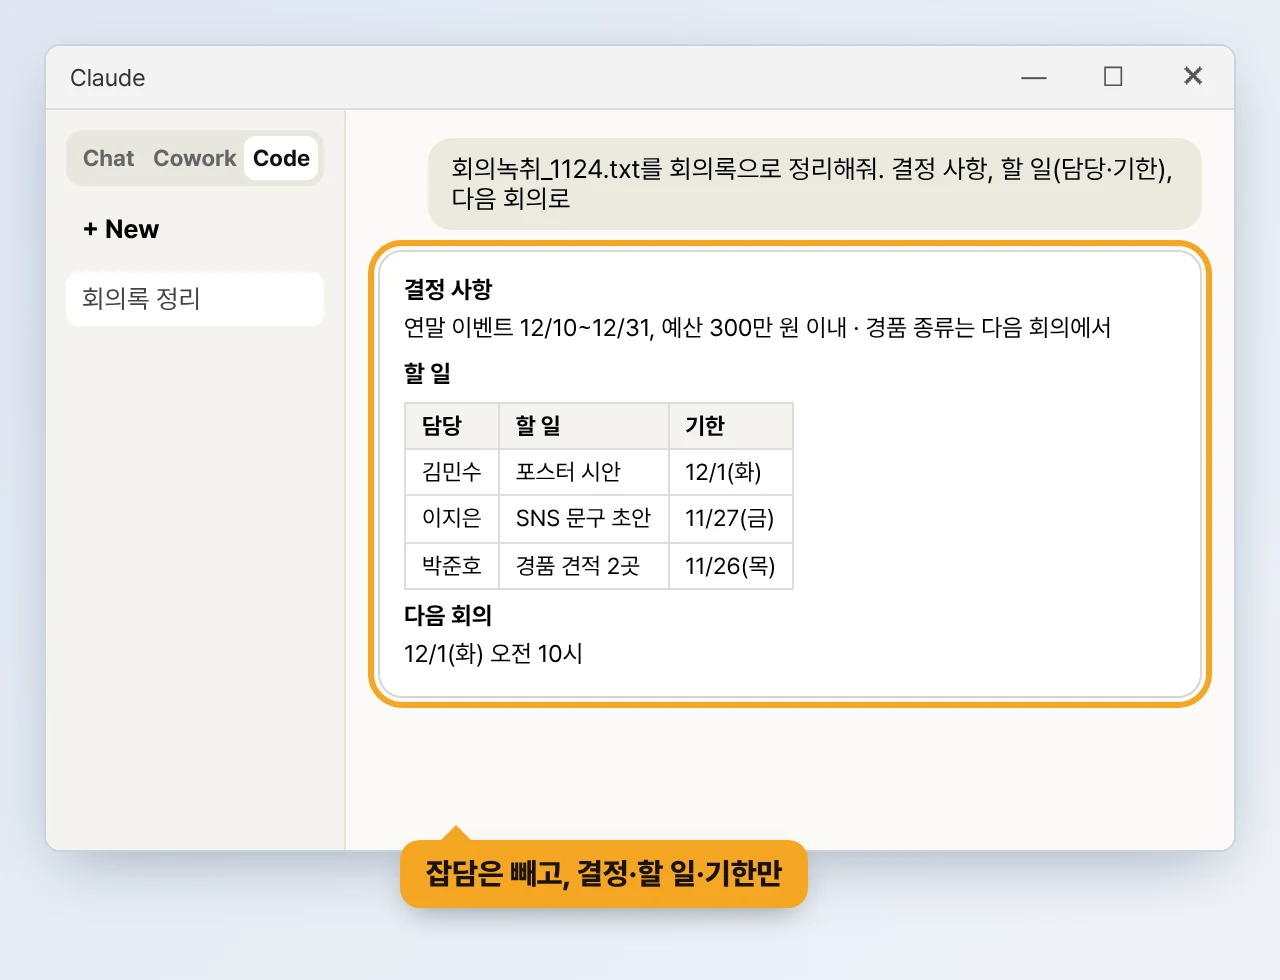 Claude
Chat Cowork Code
+ New
회의록 정리
회의녹취_1124.txt를 회의록으로 정리해줘. 결정 사항, 할 일(담당·기한),
다음 회의로
결정 사항
연말 이벤트 12/10~12/31, 예산 300만 원 이내 · 경품 종류는 다음 회의에서
할 일
담당 할 일 기한
김민수 포스터 시안 12/1(화)
이지은 SNS 문구 초안 11/27(금)
박준호 경품 견적 2곳 11/26(목)
다음 회의
12/1(화) 오전 10시
잡담은 빼고, 결정·할 일·기한만